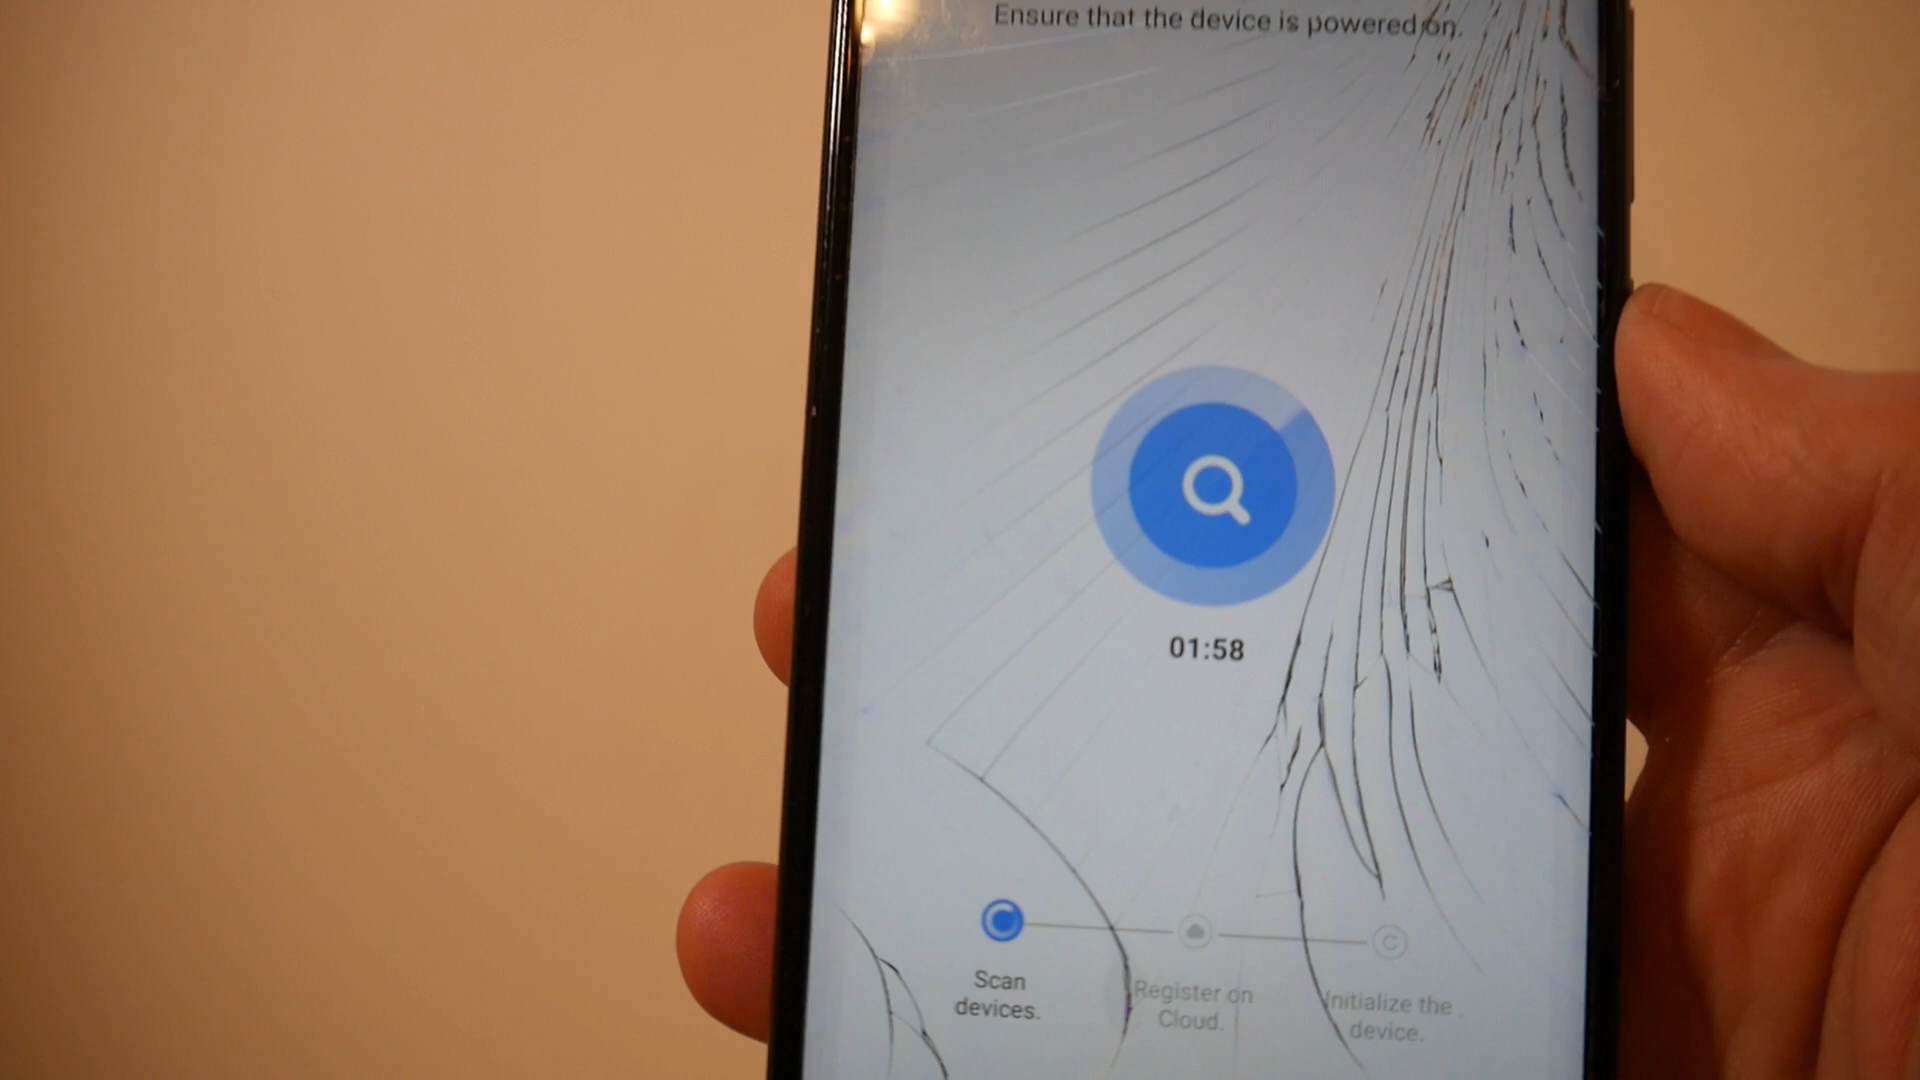 Ensure that the device is powered on.
01:58
Scan
devices.
Register on
Cloud.
Initialize the
device.